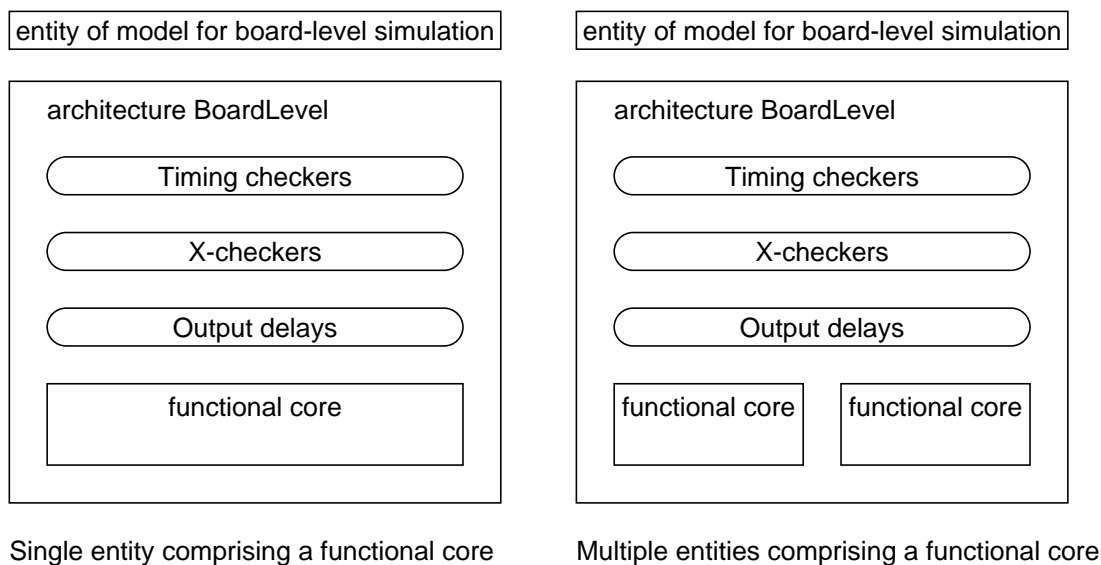 entity of model for board-level simulation
architecture BoardLevel
Timing checkers
X-checkers
Output delays
functional core
Single entity comprising a functional core
entity of model for board-level simulation
architecture BoardLevel
Timing checkers
X-checkers
Output delays
functional core
functional core
Multiple entities comprising a functional core